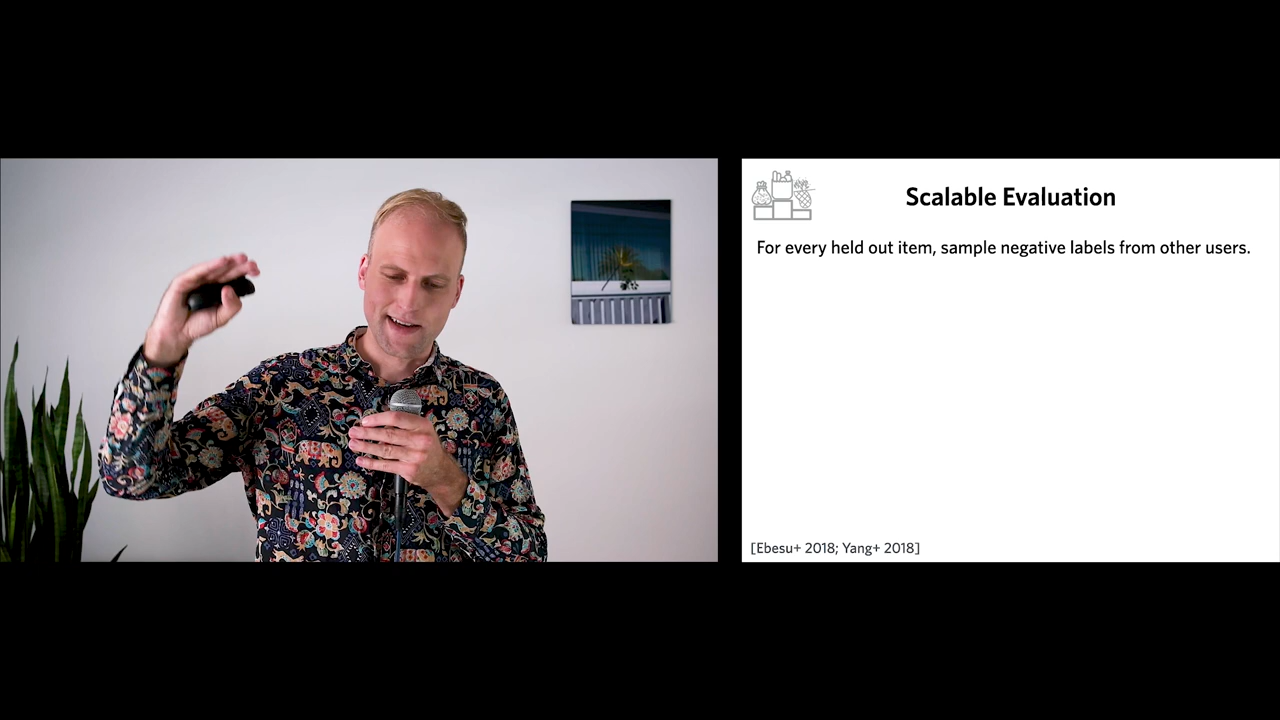 Scalable Evaluation
For every held out item, sample negative labels from other users.
[Ebesu+ 2018; Yang+ 2018]